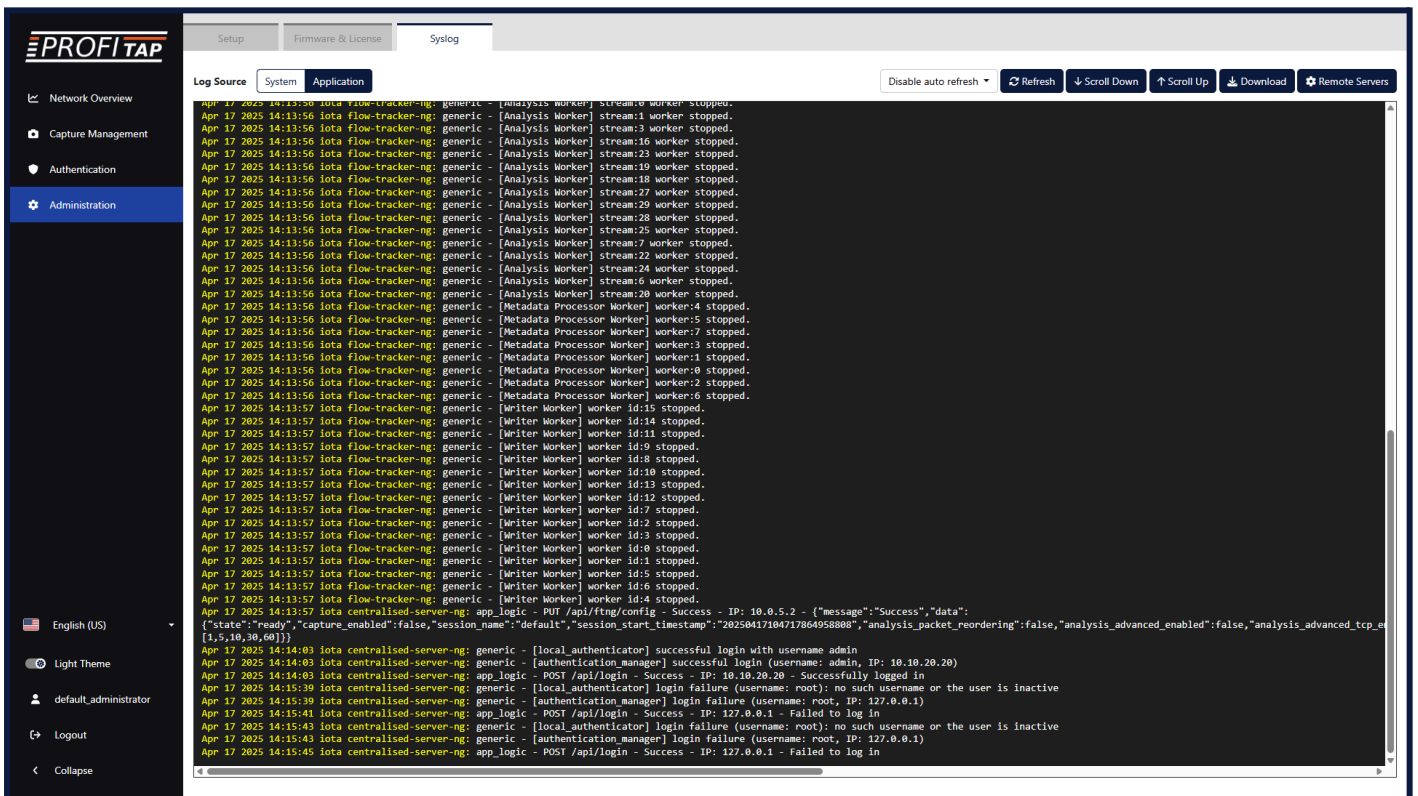 PROFITAP
Network Overview
Capture Management
Authentication
Administration
English (US)
Light Theme
default_administrator
Logout
Collapse
Setup
Firmware & License
Syslog
Log Source
System
Application
Disable auto refresh
Refresh
Scroll Down
Scroll Up
Download
Remote Servers
Apr 17 2025 14:13:56 iota flow-tracker-ng: generic - [Analysis Worker] stream:0 worker stopped.
Apr 17 2025 14:13:56 iota flow-tracker-ng: generic - [Analysis Worker] stream:1 worker stopped.
Apr 17 2025 14:13:56 iota flow-tracker-ng: generic - [Analysis Worker] stream:3 worker stopped.
Apr 17 2025 14:13:56 iota flow-tracker-ng: generic - [Analysis Worker] stream:16 worker stopped.
Apr 17 2025 14:13:56 iota flow-tracker-ng: generic - [Analysis Worker] stream:23 worker stopped.
Apr 17 2025 14:13:56 iota flow-tracker-ng: generic - [Analysis Worker] stream:19 worker stopped.
Apr 17 2025 14:13:56 iota flow-tracker-ng: generic - [Analysis Worker] stream:18 worker stopped.
Apr 17 2025 14:13:56 iota flow-tracker-ng: generic - [Analysis Worker] stream:27 worker stopped.
Apr 17 2025 14:13:56 iota flow-tracker-ng: generic - [Analysis Worker] stream:29 worker stopped.
Apr 17 2025 14:13:56 iota flow-tracker-ng: generic - [Analysis Worker] stream:28 worker stopped.
Apr 17 2025 14:13:56 iota flow-tracker-ng: generic - [Analysis Worker] stream:25 worker stopped.
Apr 17 2025 14:13:56 iota flow-tracker-ng: generic - [Analysis Worker] stream:7 worker stopped.
Apr 17 2025 14:13:56 iota flow-tracker-ng: generic - [Analysis Worker] stream:22 worker stopped.
Apr 17 2025 14:13:56 iota flow-tracker-ng: generic - [Analysis Worker] stream:24 worker stopped.
Apr 17 2025 14:13:56 iota flow-tracker-ng: generic - [Analysis Worker] stream:6 worker stopped.
Apr 17 2025 14:13:56 iota flow-tracker-ng: generic - [Analysis Worker] stream:20 worker stopped.
Apr 17 2025 14:13:56 iota flow-tracker-ng: generic - [Metadata Processor Worker] worker:4 stopped.
Apr 17 2025 14:13:56 iota flow-tracker-ng: generic - [Metadata Processor Worker] worker:5 stopped.
Apr 17 2025 14:13:56 iota flow-tracker-ng: generic - [Metadata Processor Worker] worker:7 stopped.
Apr 17 2025 14:13:56 iota flow-tracker-ng: generic - [Metadata Processor Worker] worker:3 stopped.
Apr 17 2025 14:13:56 iota flow-tracker-ng: generic - [Metadata Processor Worker] worker:1 stopped.
Apr 17 2025 14:13:56 iota flow-tracker-ng: generic - [Metadata Processor Worker] worker:0 stopped.
Apr 17 2025 14:13:56 iota flow-tracker-ng: generic - [Metadata Processor Worker] worker:2 stopped.
Apr 17 2025 14:13:56 iota flow-tracker-ng: generic - [Metadata Processor Worker] worker:6 stopped.
Apr 17 2025 14:13:57 iota flow-tracker-ng: generic - [Writer Worker] worker id:15 stopped.
Apr 17 2025 14:13:57 iota flow-tracker-ng: generic - [Writer Worker] worker id:14 stopped.
Apr 17 2025 14:13:57 iota flow-tracker-ng: generic - [Writer Worker] worker id:11 stopped.
Apr 17 2025 14:13:57 iota flow-tracker-ng: generic - [Writer Worker] worker id:9 stopped.
Apr 17 2025 14:13:57 iota flow-tracker-ng: generic - [Writer Worker] worker id:8 stopped.
Apr 17 2025 14:13:57 iota flow-tracker-ng: generic - [Writer Worker] worker id:10 stopped.
Apr 17 2025 14:13:57 iota flow-tracker-ng: generic - [Writer Worker] worker id:13 stopped.
Apr 17 2025 14:13:57 iota flow-tracker-ng: generic - [Writer Worker] worker id:12 stopped.
Apr 17 2025 14:13:57 iota flow-tracker-ng: generic - [Writer Worker] worker id:7 stopped.
Apr 17 2025 14:13:57 iota flow-tracker-ng: generic - [Writer Worker] worker id:2 stopped.
Apr 17 2025 14:13:57 iota flow-tracker-ng: generic - [Writer Worker] worker id:3 stopped.
Apr 17 2025 14:13:57 iota flow-tracker-ng: generic - [Writer Worker] worker id:0 stopped.
Apr 17 2025 14:13:57 iota flow-tracker-ng: generic - [Writer Worker] worker id:1 stopped.
Apr 17 2025 14:13:57 iota flow-tracker-ng: generic - [Writer Worker] worker id:5 stopped.
Apr 17 2025 14:13:57 iota flow-tracker-ng: generic - [Writer Worker] worker id:6 stopped.
Apr 17 2025 14:13:57 iota flow-tracker-ng: generic - [Writer Worker] worker id:4 stopped.
Apr 17 2025 14:13:57 iota centralised-server-ng: app_logic - PUT /api/ftng/config - Success - IP: 10.0.5.2 - {"message":"Success","data":
{"state":"ready","capture_enabled":false,"session_name":"default","session_start_timestamp":"20250417104717864958808","analysis_packet_reordering":false,"analysis_advanced_enabled":false,"analysis_advanced_tcp_e
[1,5,10,30,60]}}
Apr 17 2025 14:14:03 iota centralised-server-ng: generic - [local_authenticator] successful login with username admin
Apr 17 2025 14:14:03 iota centralised-server-ng: generic - [authentication_manager] successful login (username: admin, IP: 10.10.20.20)
Apr 17 2025 14:14:03 iota centralised-server-ng: app_logic - POST /api/login - Success - IP: 10.10.20.20 - Successfully logged in
Apr 17 2025 14:15:39 iota centralised-server-ng: generic - [local_authenticator] login failure (username: root): no such username or the user is inactive
Apr 17 2025 14:15:39 iota centralised-server-ng: generic - [authentication_manager] login failure (username: root, IP: 127.0.0.1)
Apr 17 2025 14:15:41 iota centralised-server-ng: app_logic - POST /api/login - Success - IP: 127.0.0.1 - Failed to log in
Apr 17 2025 14:15:43 iota centralised-server-ng: generic - [local_authenticator] login failure (username: root): no such username or the user is inactive
Apr 17 2025 14:15:43 iota centralised-server-ng: generic - [authentication_manager] login failure (username: root, IP: 127.0.0.1)
Apr 17 2025 14:15:45 iota centralised-server-ng: app_logic - POST /api/login - Success - IP: 127.0.0.1 - Failed to log in